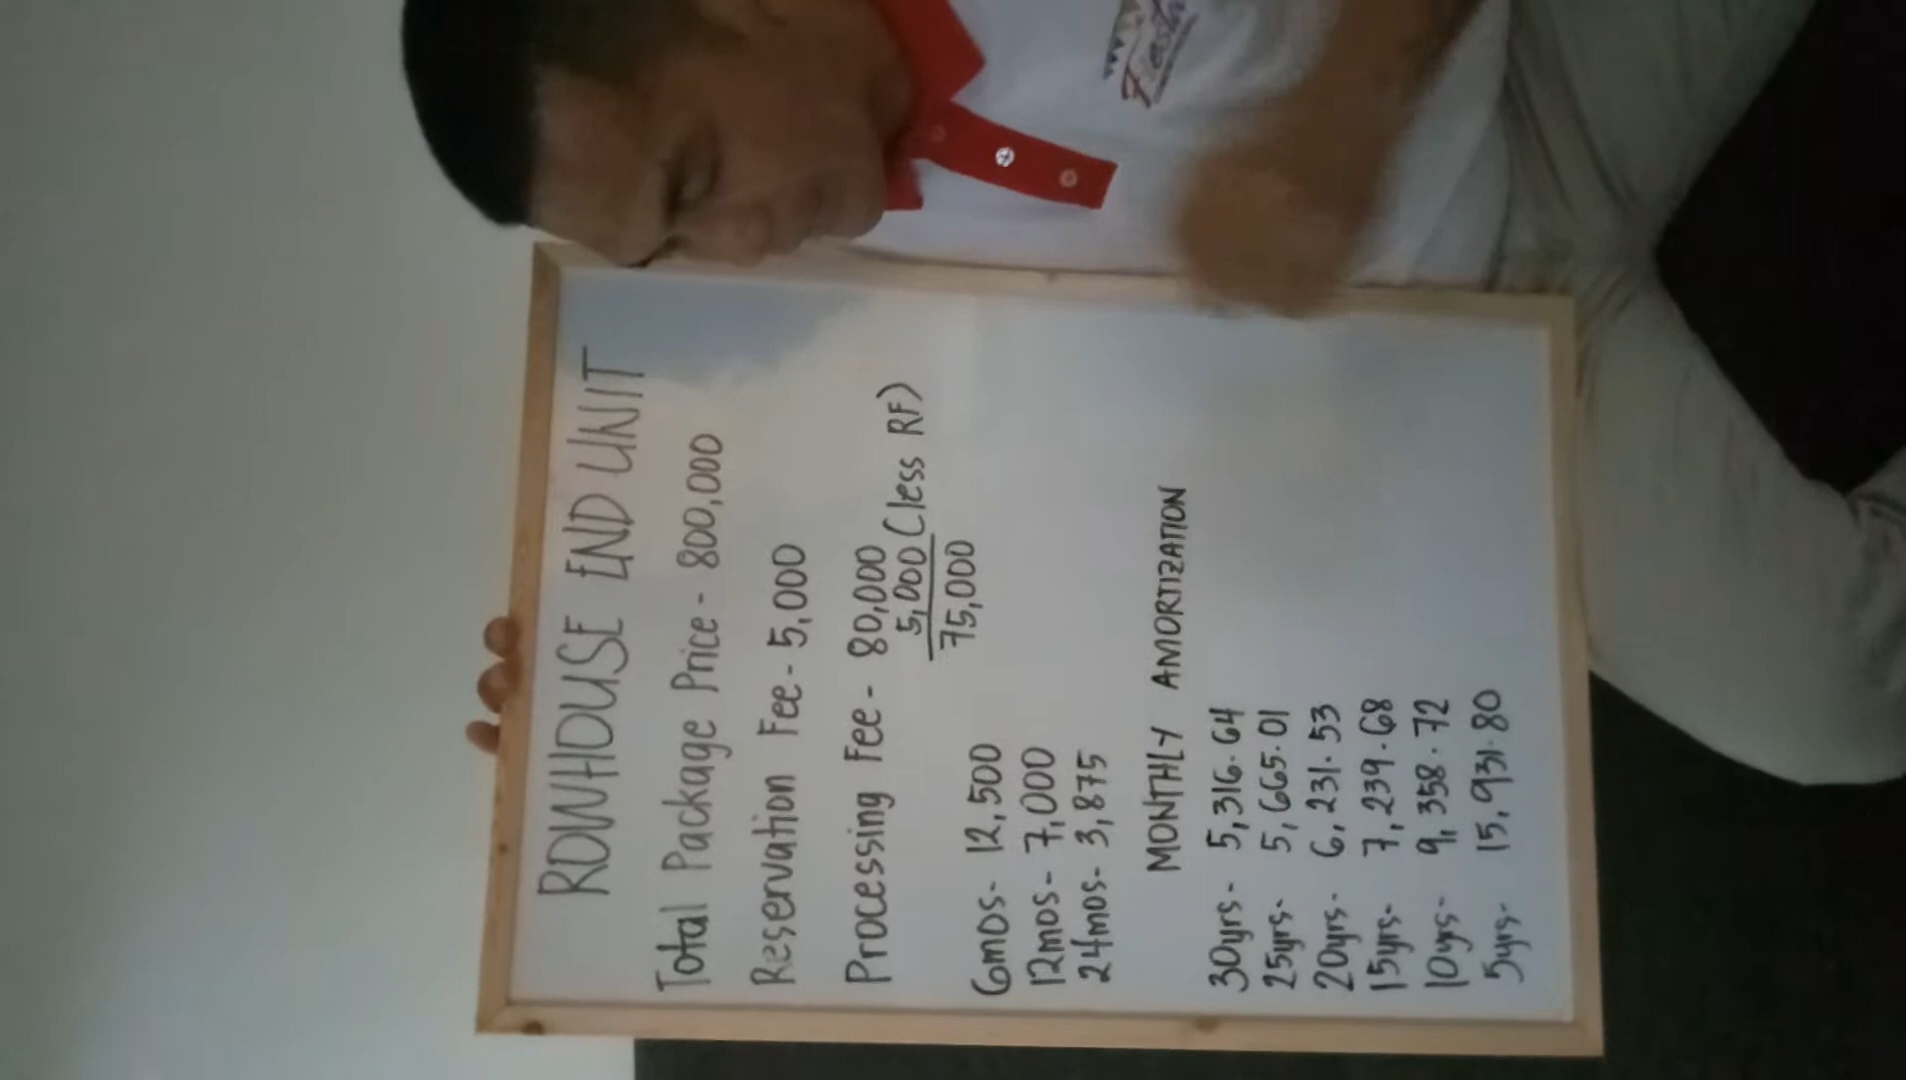 ROWHOUSE END UNIT
Total Package Price - 800,000
Reservation Fee - 5,000
Processing Fee - 80,000
5,000 (less RF)
75,000
6mos- 12,500
12mos- 7,000
24mos- 3,875
MONTHLY AMORTIZATION
30yrs- 5,316.64
25yrs- 5,665.01
20yrs- 6,231.53
15yrs- 7,239.68
10yrs- 9,358.72
5yrs- 15,931.80
Fiesta